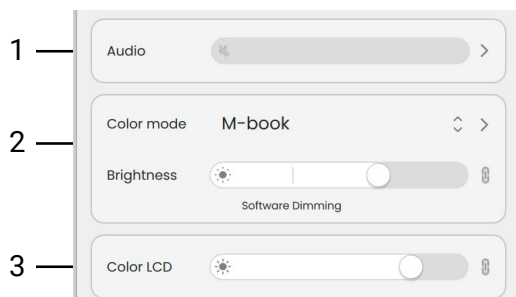 1
Audio
2
Color mode M-book
Brightness
Software Dimming
3
Color LCD